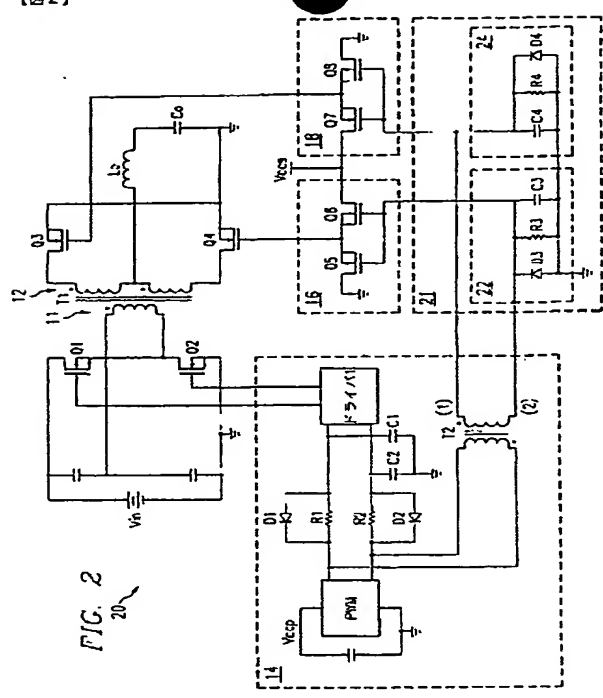 【図2】
FIG. 2
20
Vin
Q1
Q2
11
12
T1
Q3
Q4
Lo
Co
Q5
Q6
16
Vccs
Q7
Q8
18
14
Vccp
PWM
D1
R1
R2
D2
C2
C1
ドライバ1
T2
(1)
(2)
21
22
D3
R3
C3
24
C4
R4
D4